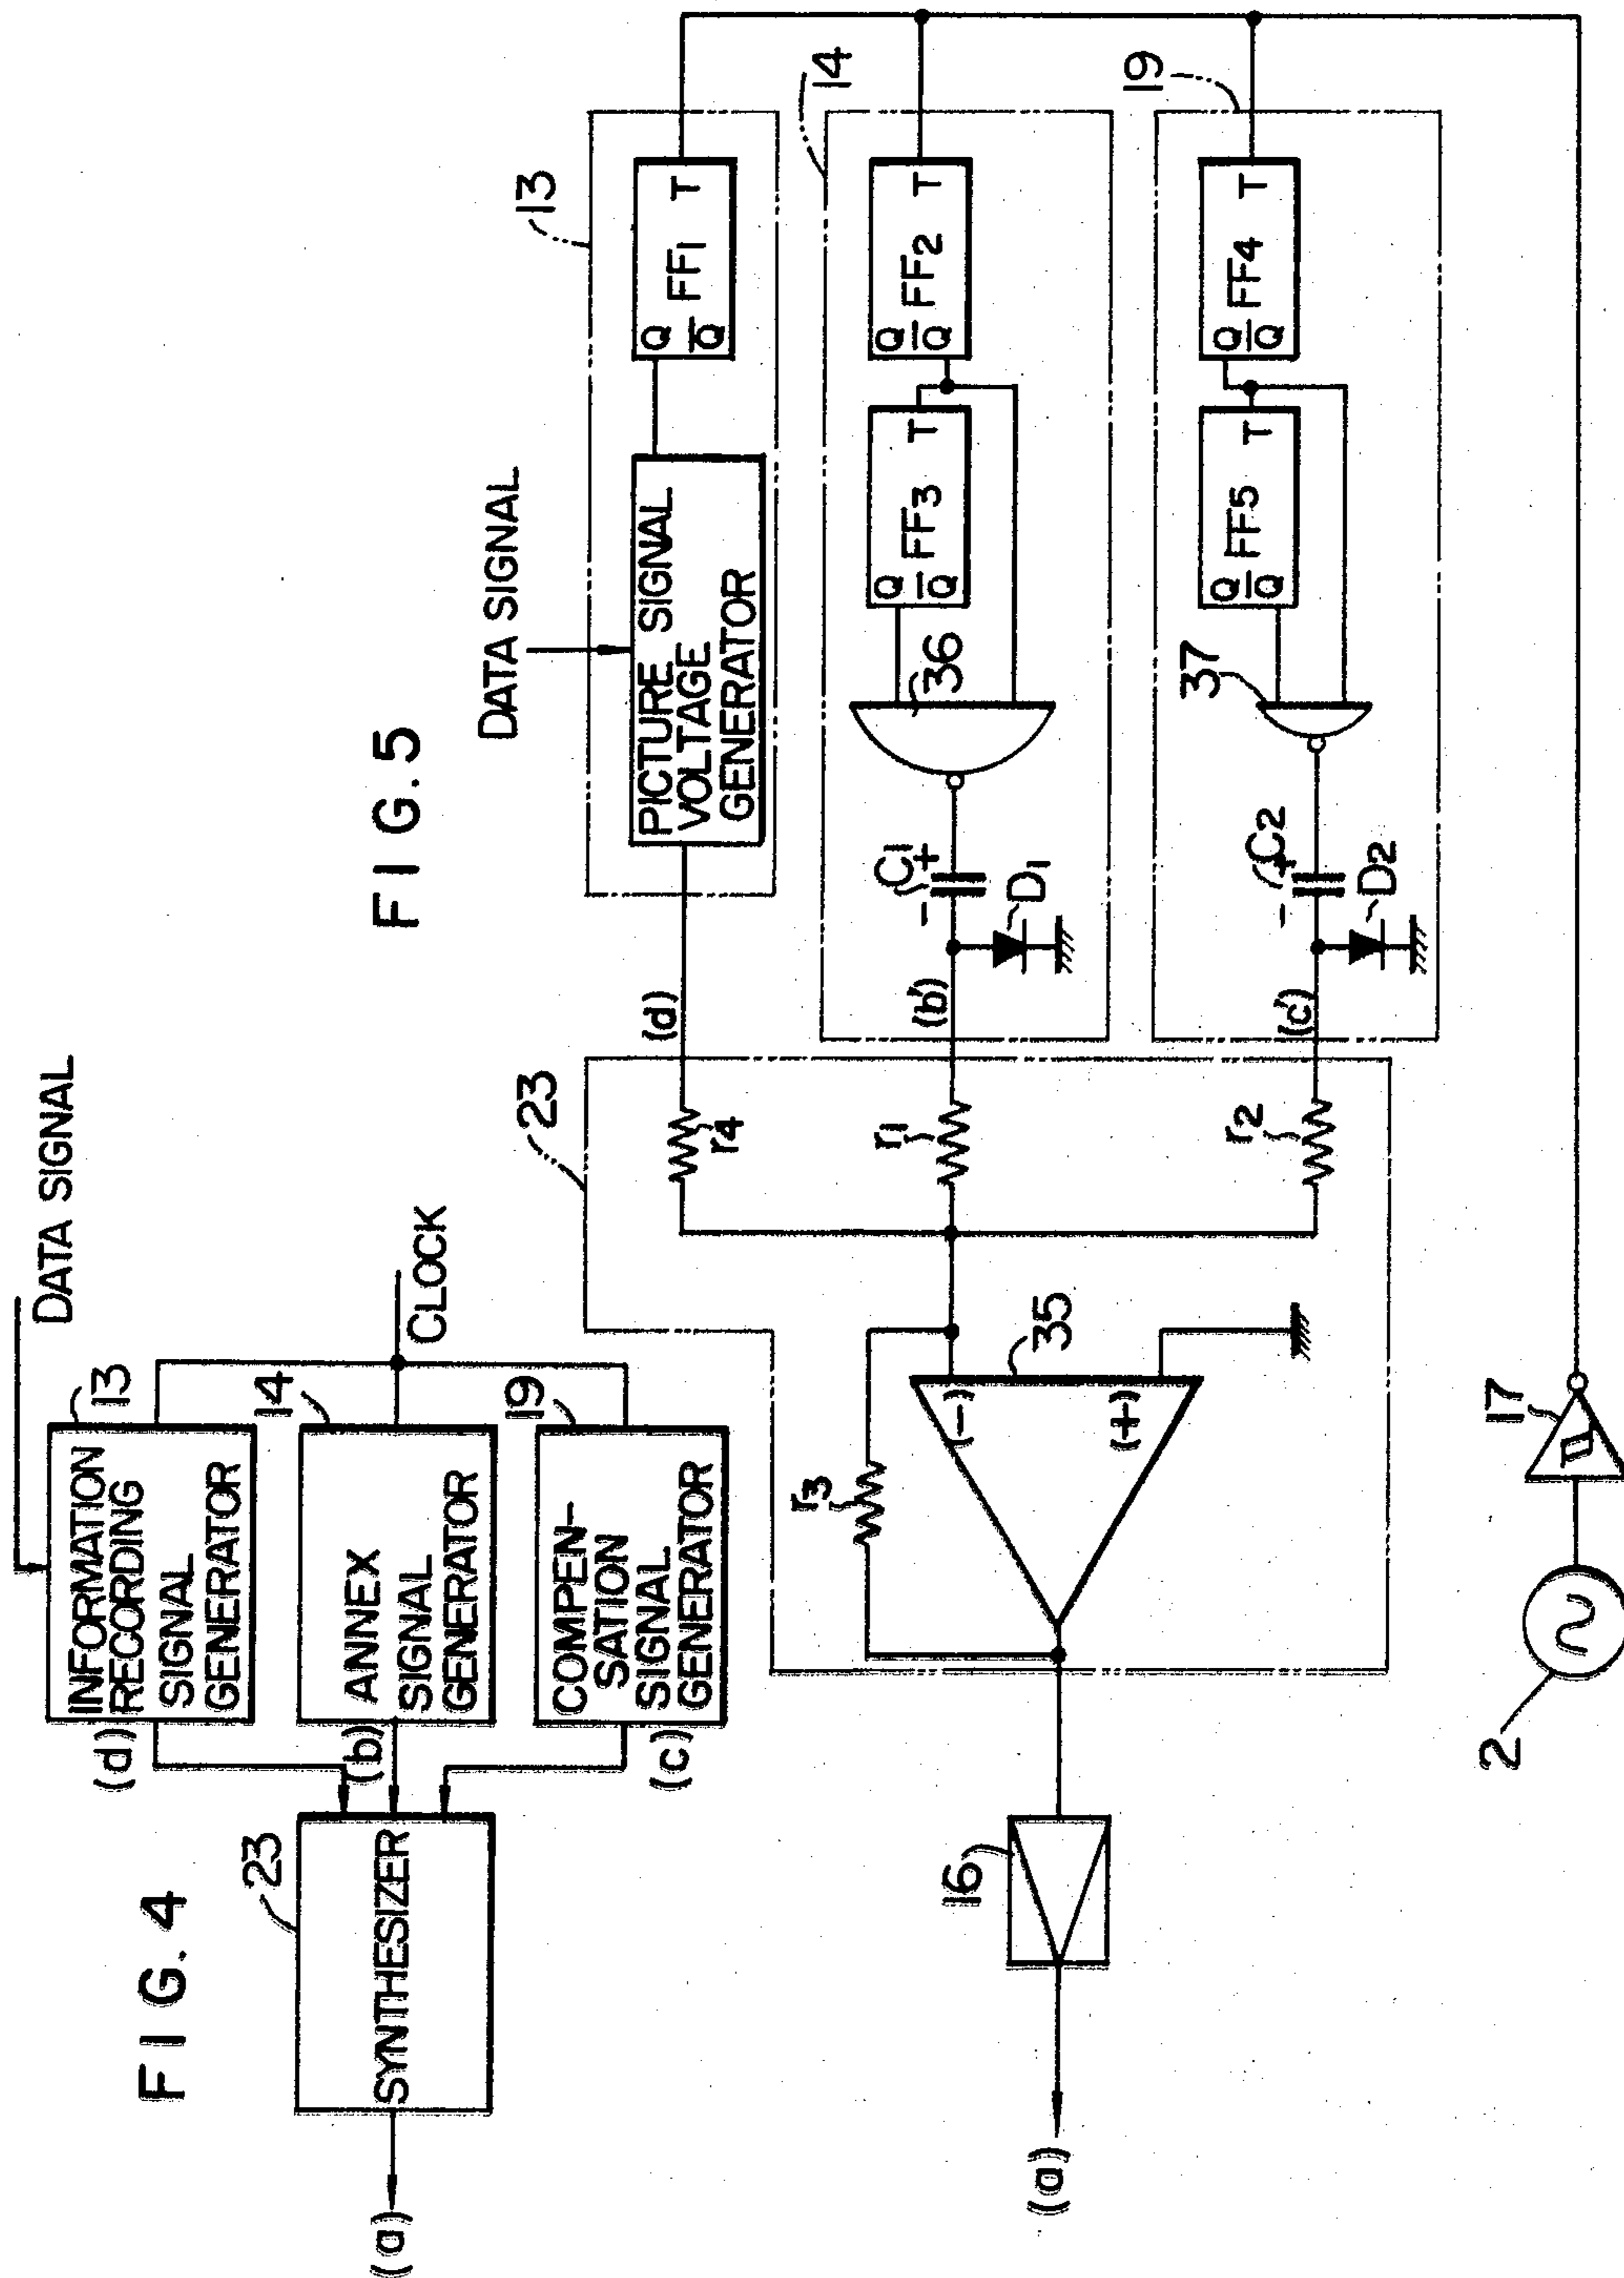 FIG. 4
DATA SIGNAL
INFORMATION
RECORDING
SIGNAL
GENERATOR
13
(d)
CLOCK
ANNEX
SIGNAL
GENERATOR
14
(b)
COMPEN-
SATION
SIGNAL
GENERATOR
19
(c)
SYNTHESIZER
23
(a)
FIG. 5
DATA SIGNAL
13
PICTURE SIGNAL
VOLTAGE
GENERATOR
Q FF1 T
Q̅
(d)
14
Q FF2 T
Q̅
Q FF3 T
Q̅
36
C1
- +
D1
(b')
19
Q FF4 T
Q̅
Q FF5 T
Q̅
37
C2
- +
D2
(c')
23
r4
r1
r2
r3
35
(-)
(+)
16
(a)
17
2